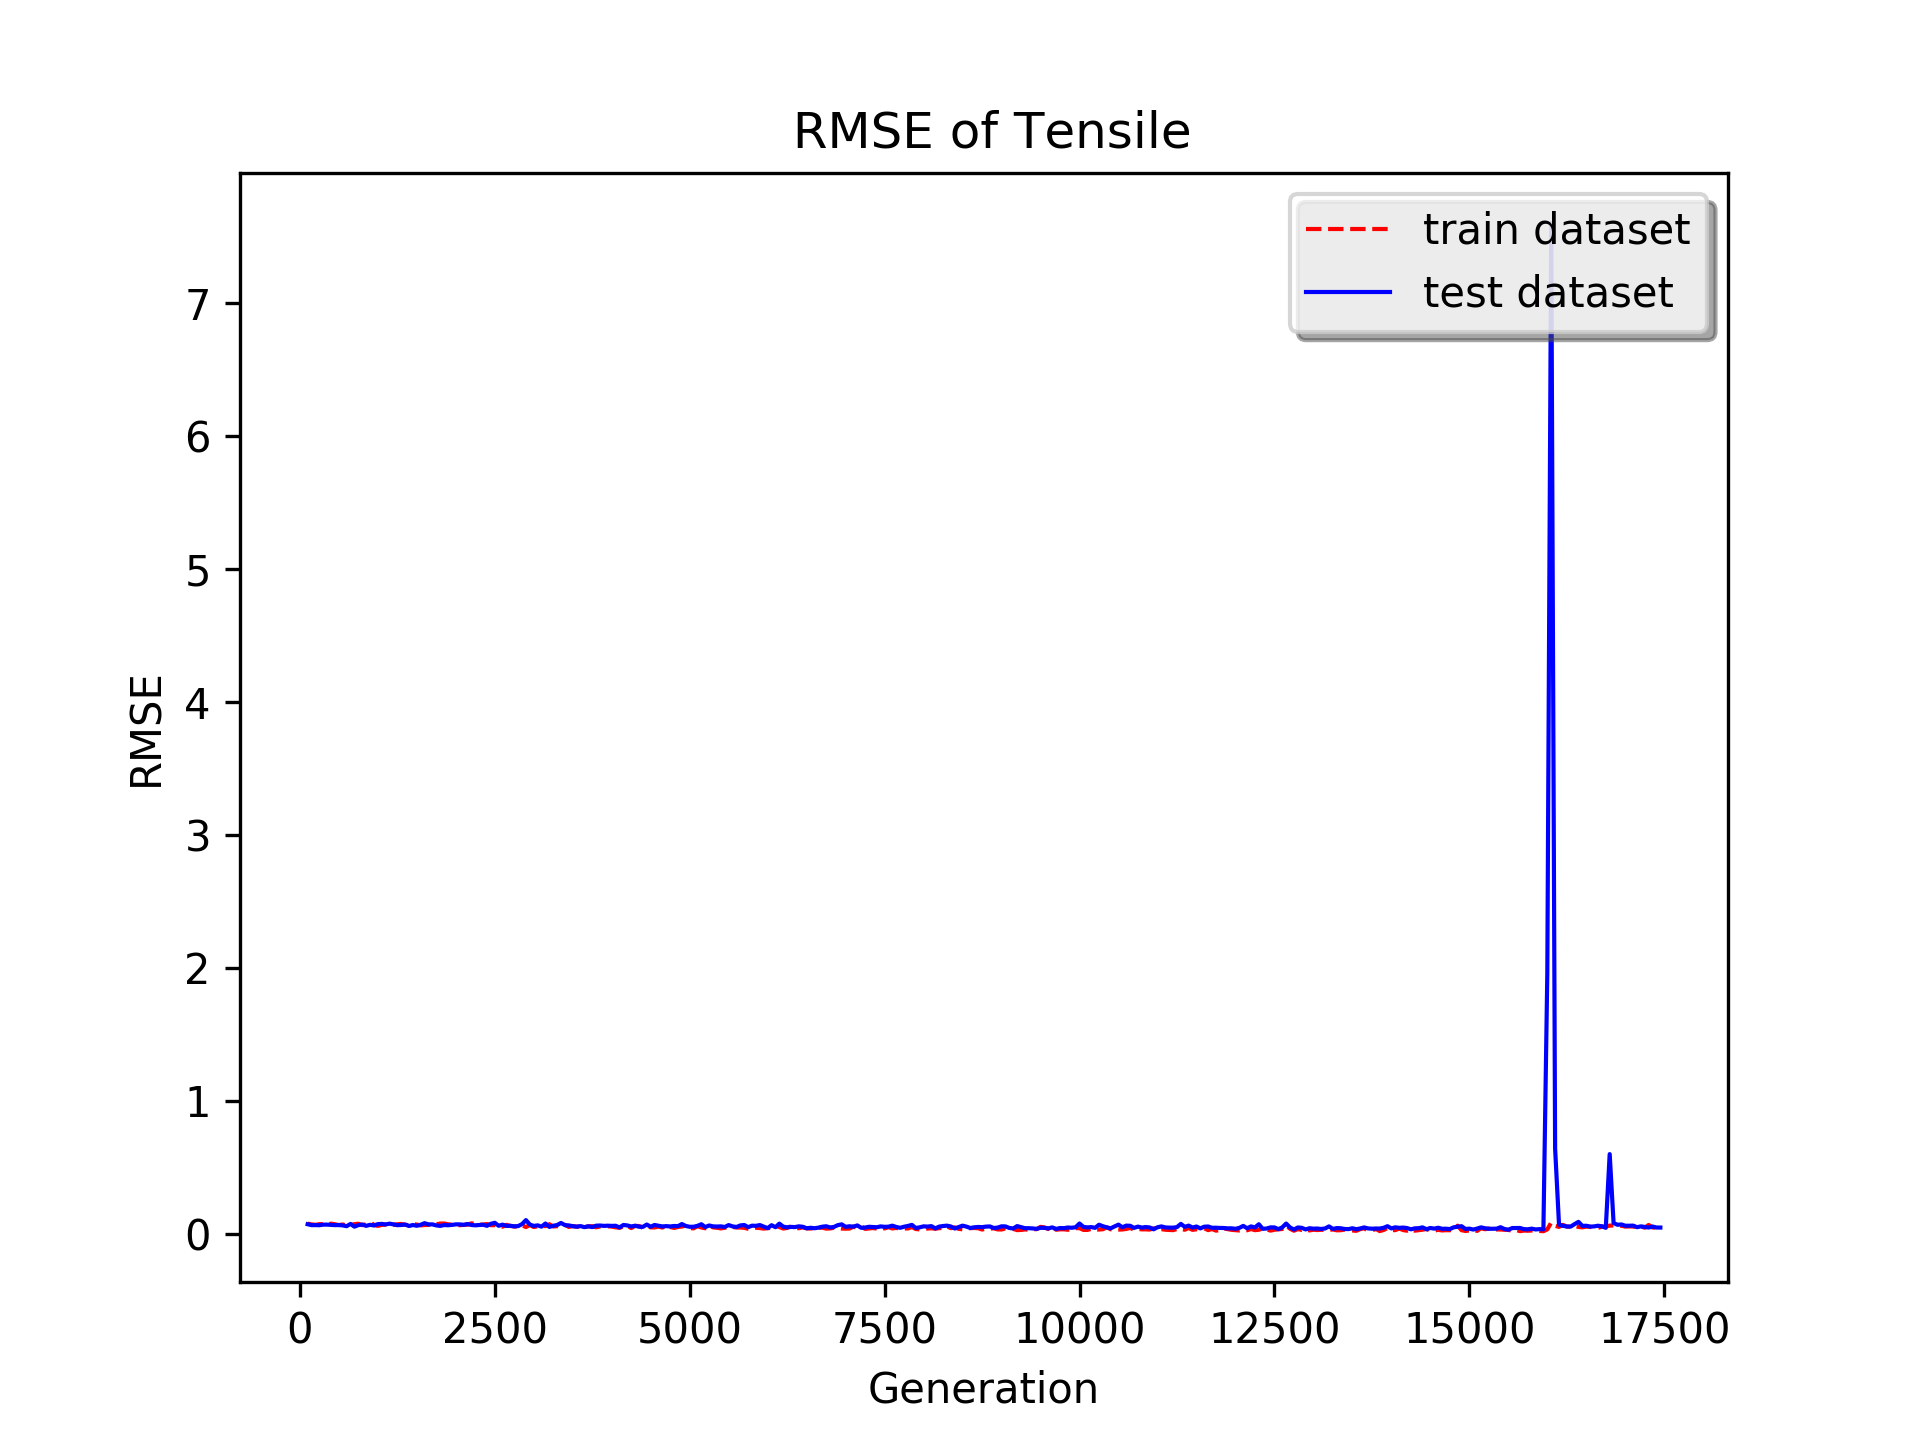 RMSE of Tensile
train dataset
test dataset
7
6
5
4
3
2
1
0
RMSE
0 2500 5000 7500 10000 12500 15000 17500
Generation